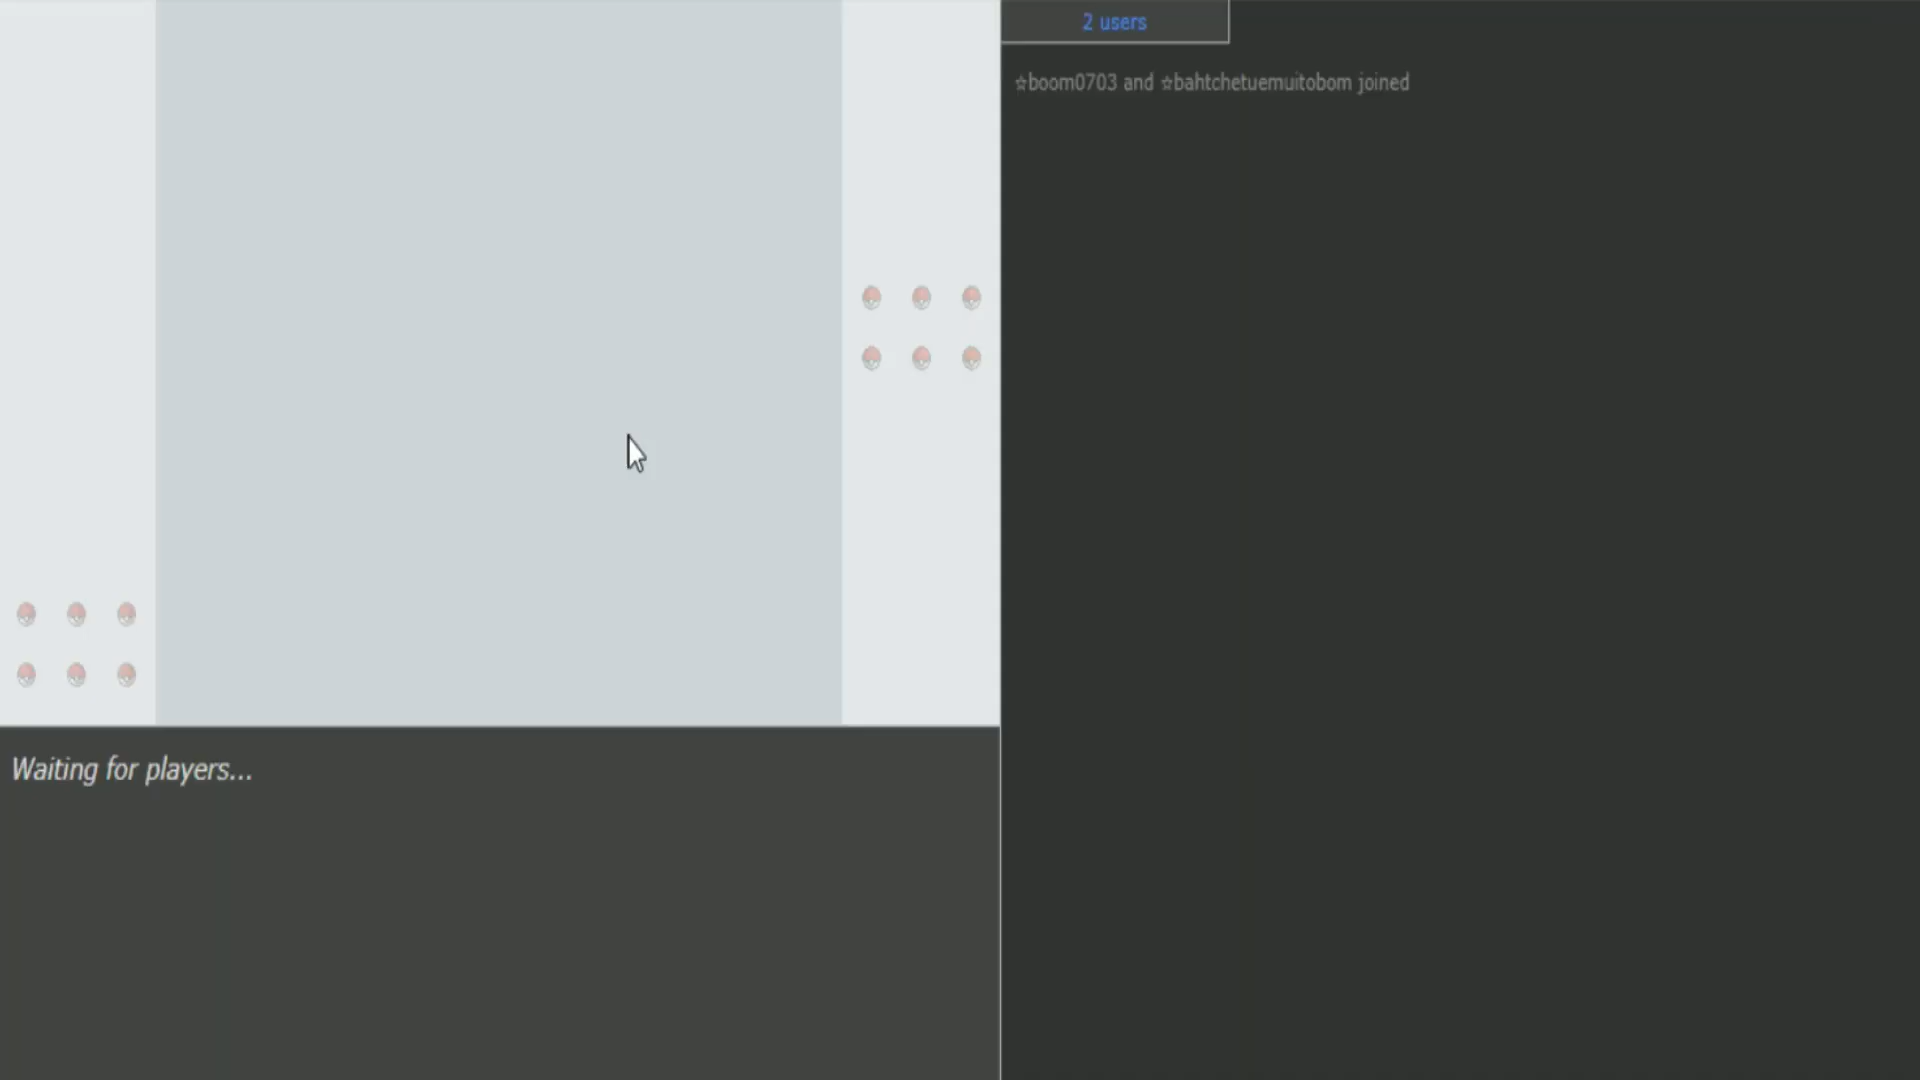 2 users
☆boom0703 and ☆bahtchetuemuitobom joined
Waiting for players...